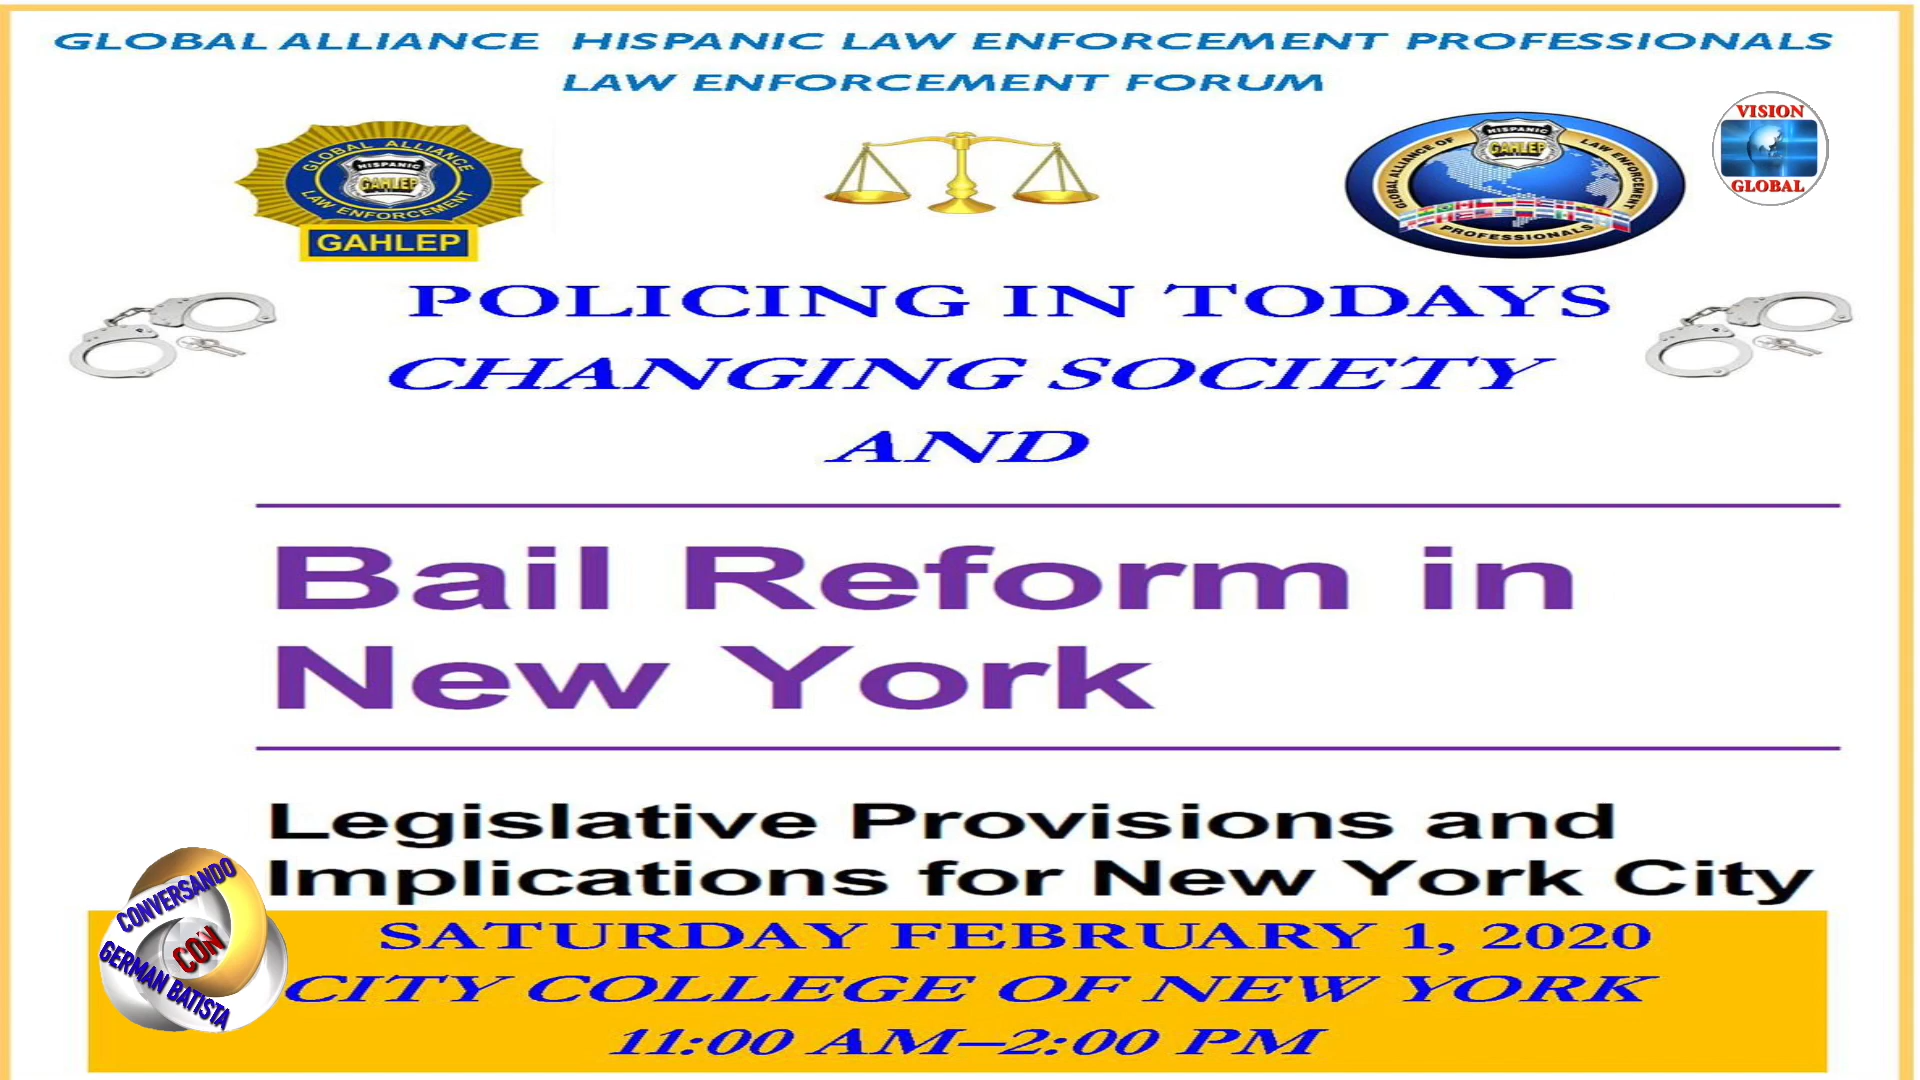 GLOBAL ALLIANCE HISPANIC LAW ENFORCEMENT PROFESSIONALS
LAW ENFORCEMENT FORUM
GLOBAL ALLIANCE
HISPANIC
GAHLEP
LAW ENFORCEMENT
GAHLEP
GLOBAL ALLIANCE OF
HISPANIC
GAHLEP
LAW ENFORCEMENT
PROFESSIONALS
VISION
GLOBAL
POLICING IN TODAYS
CHANGING SOCIETY
AND
Bail Reform in
New York
Legislative Provisions and
Implications for New York City
CONVERSANDO
CON
GERMAN BATISTA
SATURDAY FEBRUARY 1, 2020
CITY COLLEGE OF NEW YORK
11:00 AM–2:00 PM